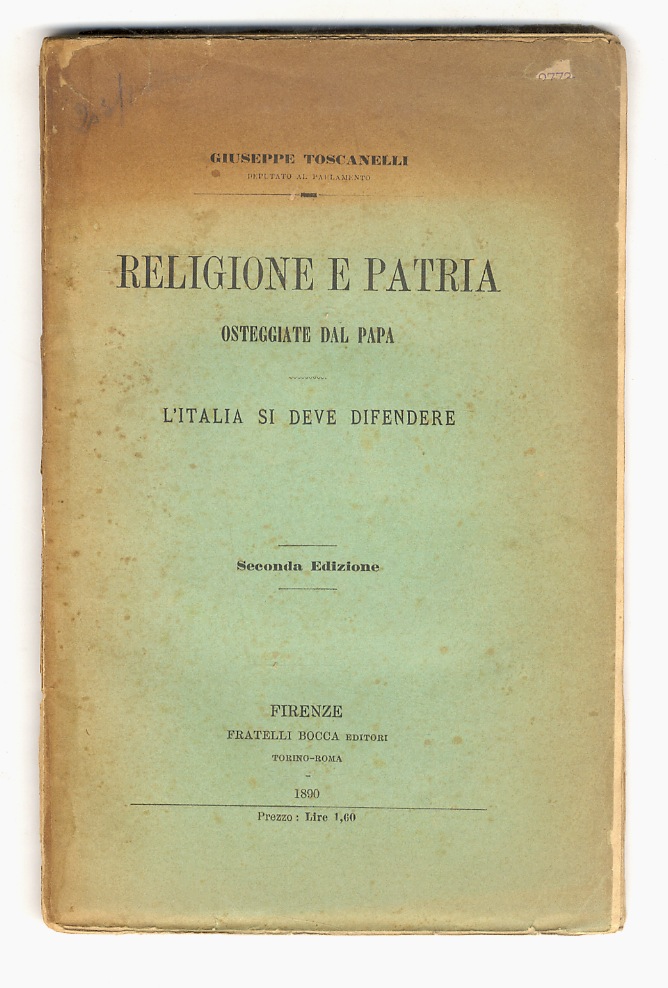 0772
GIUSEPPE TOSCANELLI
DEPUTATO AL PARLAMENTO
RELIGIONE E PATRIA
OSTEGGIATE DAL PAPA
L'ITALIA SI DEVE DIFENDERE
Seconda Edizione
FIRENZE
FRATELLI BOCCA EDITORI
TORINO-ROMA
1890
Prezzo: Lire 1,60